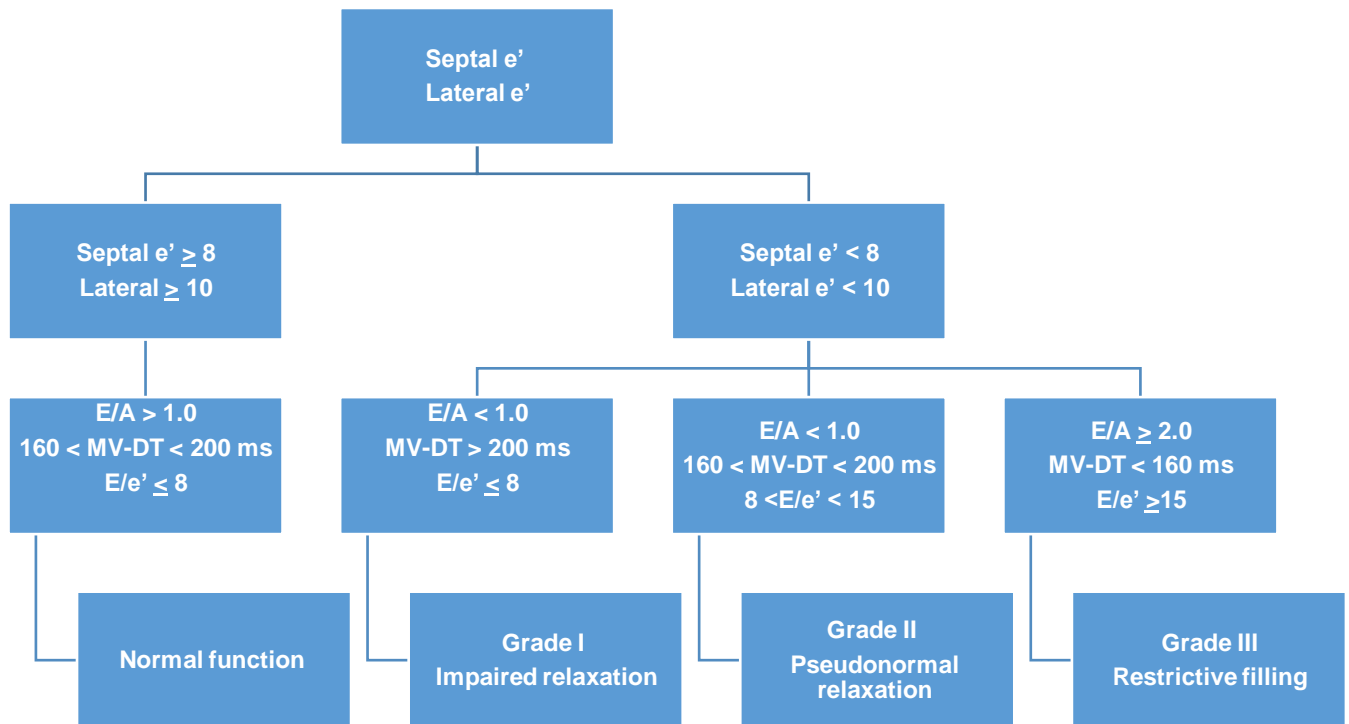 Septal e’
Lateral e’
Septal e’ ≥ 8
Lateral ≥ 10
Septal e’ < 8
Lateral e’ < 10
E/A > 1.0
160 < MV-DT < 200 ms
E/e’ ≤ 8
E/A < 1.0
MV-DT > 200 ms
E/e’ ≤ 8
E/A < 1.0
160 < MV-DT < 200 ms
8 <E/e’ < 15
E/A ≥ 2.0
MV-DT < 160 ms
E/e’ ≥15
Normal function
Grade I
Impaired relaxation
Grade II
Pseudonormal
relaxation
Grade III
Restrictive filling